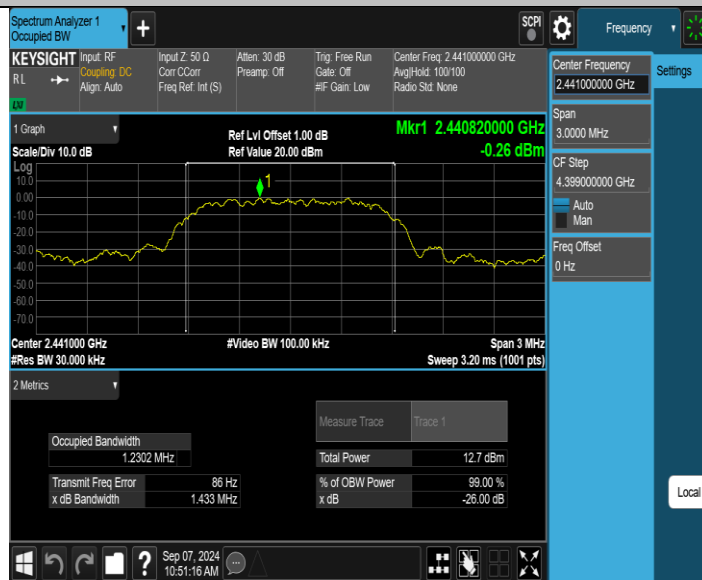 Spectrum Analyzer 1
Occupied BW
+
SCPI
Frequency
KEYSIGHT
RL
LXI
Input: RF
Coupling: DC
Align: Auto
Input Z: 50 Ω
Corr CCorr
Freq Ref: Int (S)
Atten: 30 dB
Preamp: Off
Trig: Free Run
Gate: Off
#IF Gain: Low
Center Freq: 2.441000000 GHz
Avg|Hold: 100/100
Radio Std: None
Center Frequency
2.441000000 GHz
Settings
Span
3.0000 MHz
CF Step
4.399000000 GHz
Auto
Man
Freq Offset
0 Hz
Local
1 Graph
Scale/Div 10.0 dB
Ref Lvl Offset 1.00 dB
Ref Value 20.00 dBm
Mkr1 2.440820000 GHz
-0.26 dBm
Log
10.0
0.00
-10.0
-20.0
-30.0
-40.0
-50.0
-60.0
-70.0
1
Center 2.441000 GHz
#Res BW 30.000 kHz
#Video BW 100.00 kHz
Span 3 MHz
Sweep 3.20 ms (1001 pts)
2 Metrics
Measure Trace
Trace 1
Occupied Bandwidth
1.2302 MHz
Total Power
12.7 dBm
Transmit Freq Error
86 Hz
% of OBW Power
99.00 %
x dB Bandwidth
1.433 MHz
x dB
-26.00 dB
?
Sep 07, 2024
10:51:16 AM